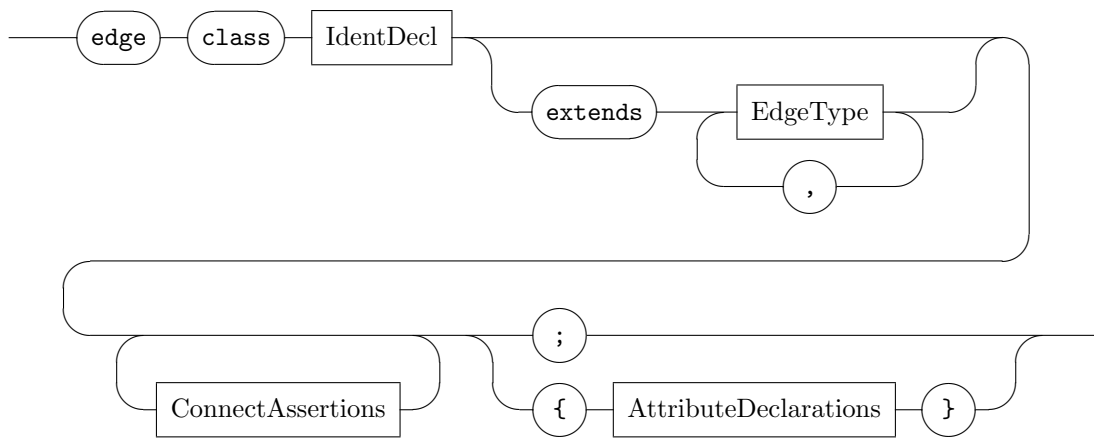 edge class IdentDecl
extends EdgeType
,
;
ConnectAssertions { AttributeDeclarations }